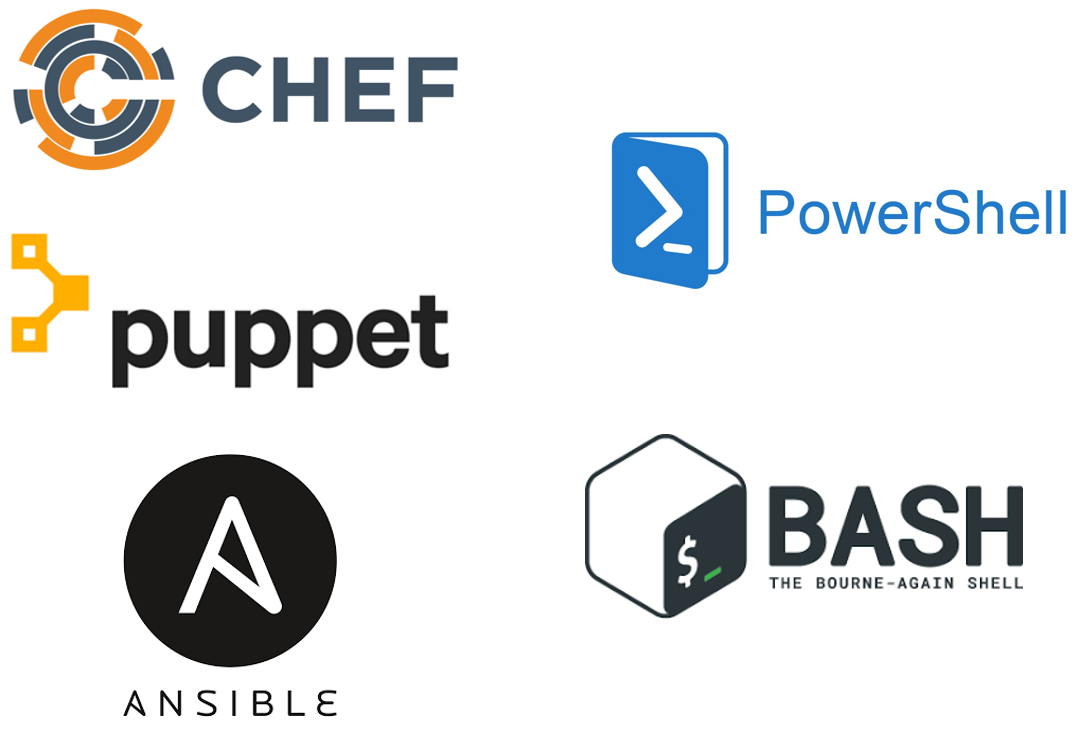 CHEF
PowerShell
puppet
$_
BASH
THE BOURNE-AGAIN SHELL
ANSIBLE